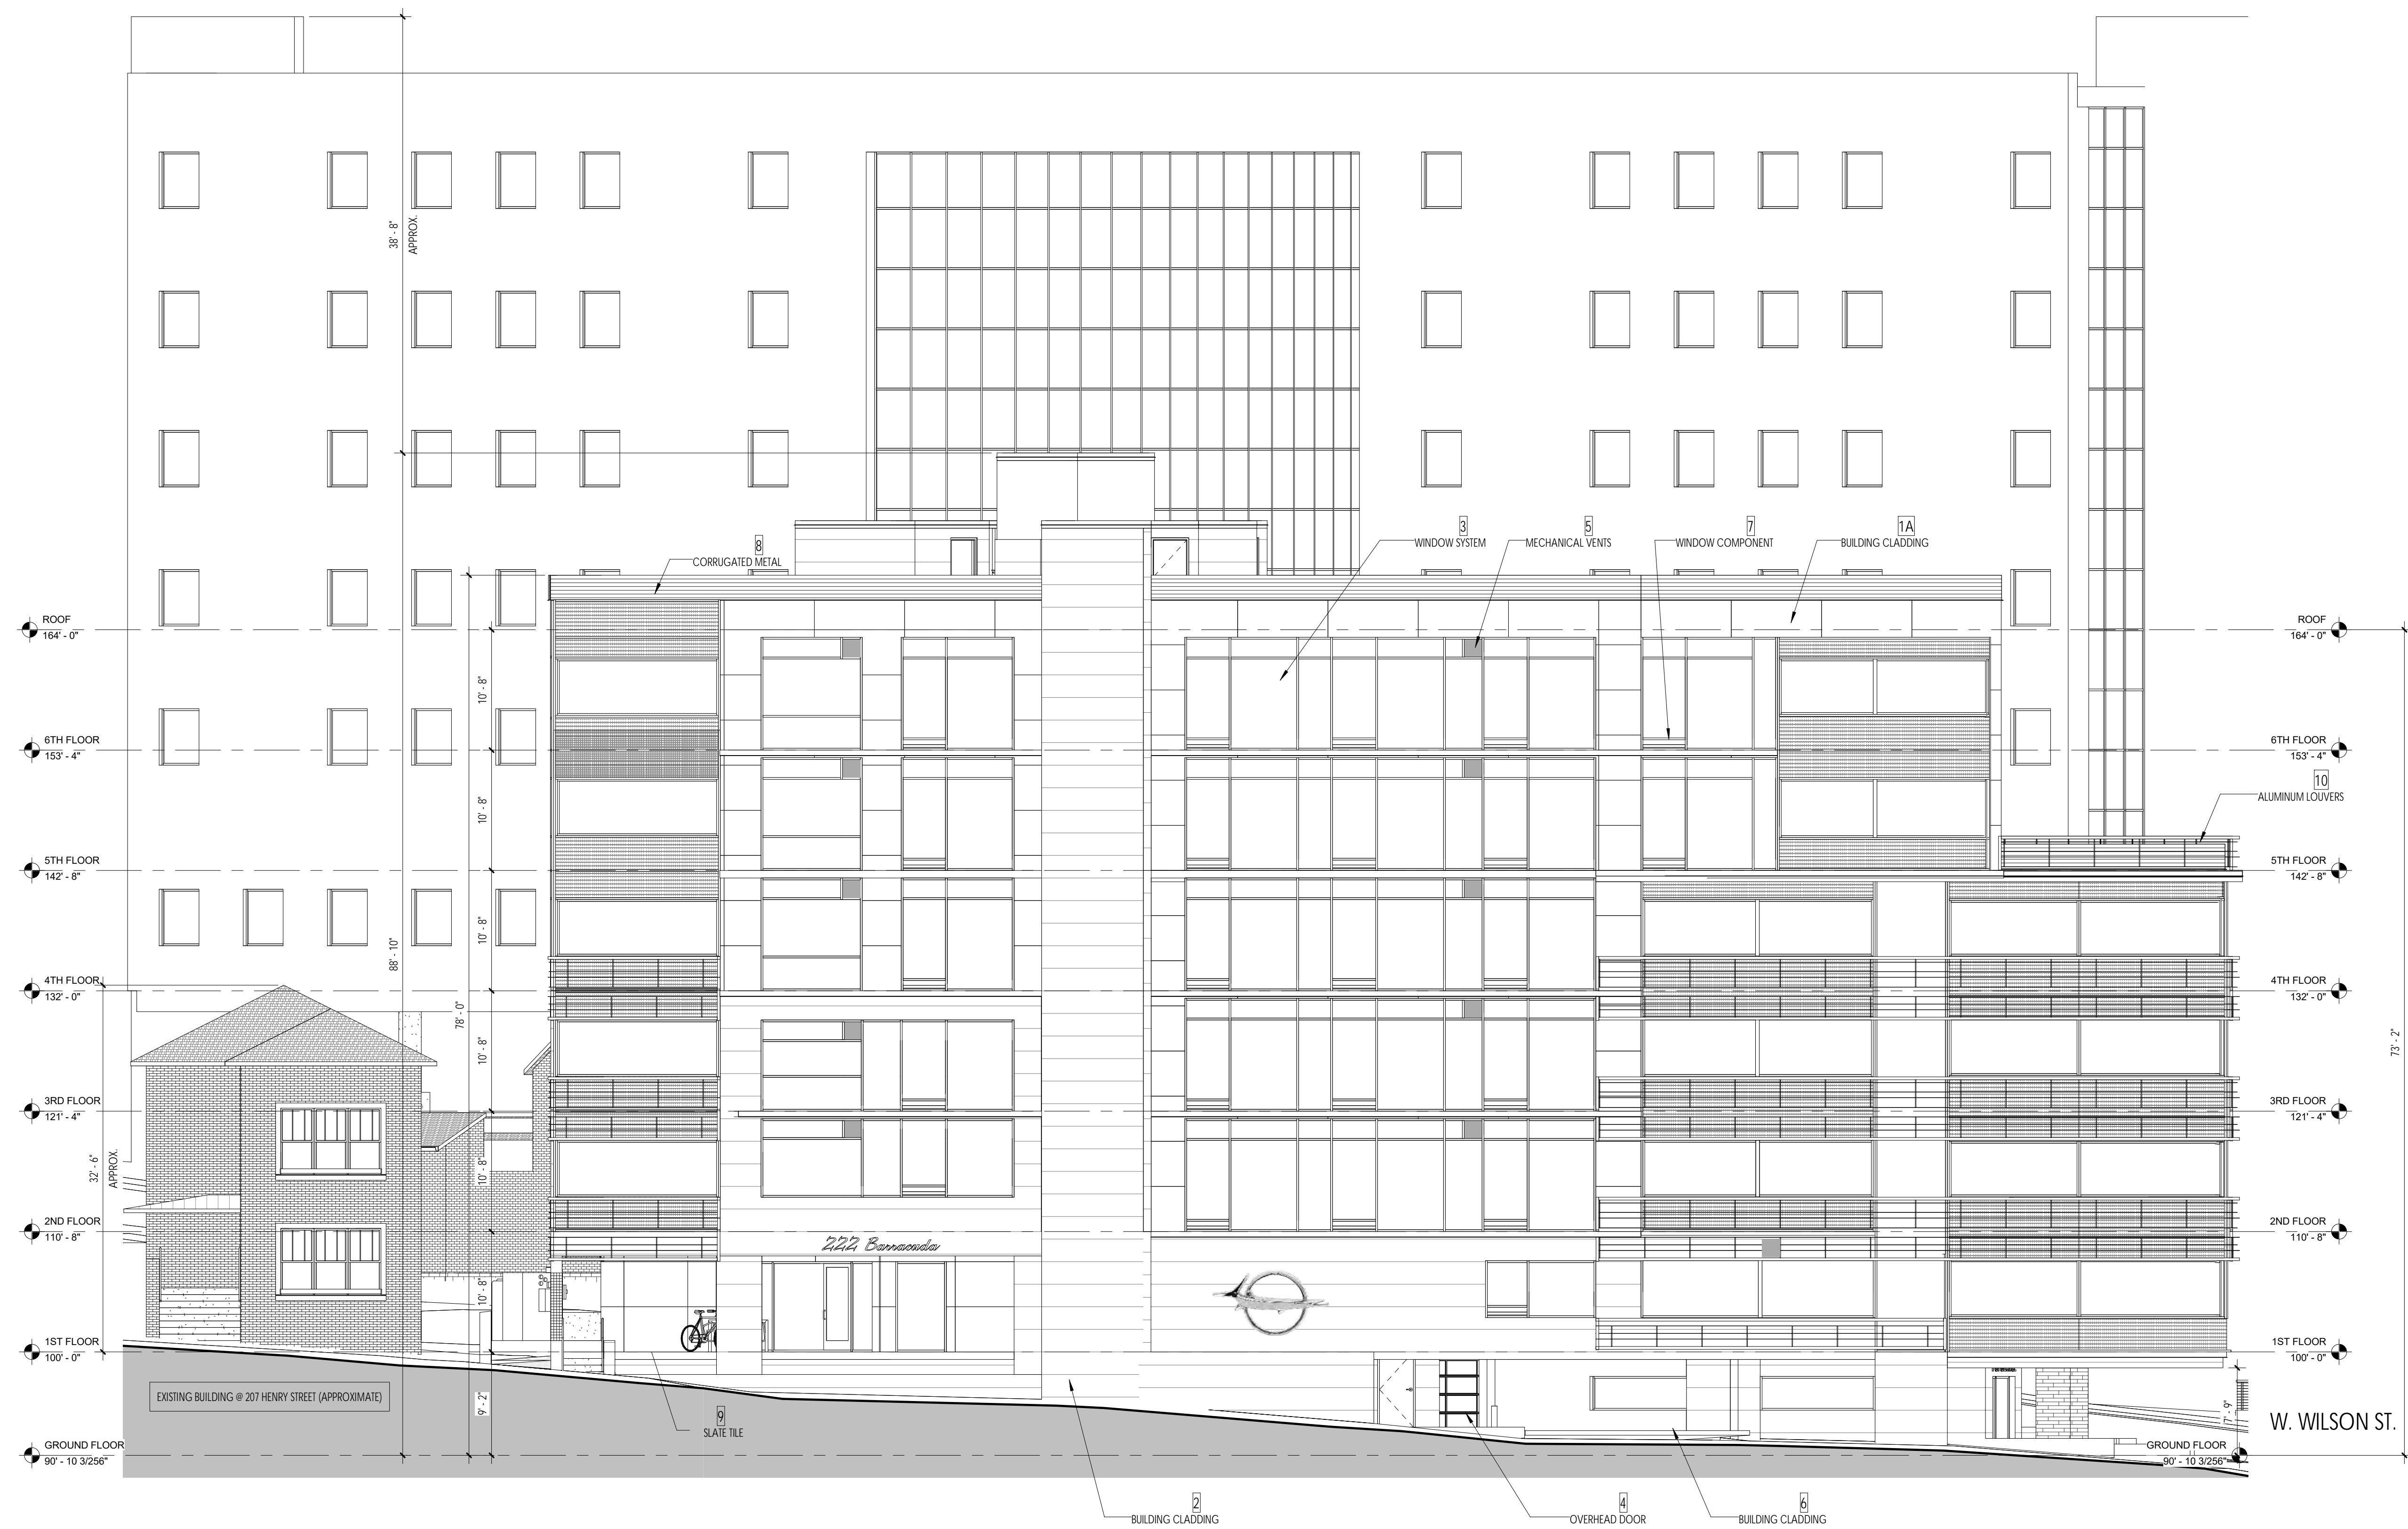 38' - 8"
APPROX.
3
WINDOW SYSTEM
5
MECHANICAL VENTS
7
WINDOW COMPONENT
1A
BUILDING CLADDING
8
CORRUGATED METAL
ROOF
164' - 0"
ROOF
164' - 0"
10' - 8"
6TH FLOOR
153' - 4"
6TH FLOOR
153' - 4"
10
ALUMINUM LOUVERS
10' - 8"
5TH FLOOR
142' - 8"
5TH FLOOR
142' - 8"
10' - 8"
88' - 10"
4TH FLOOR
132' - 0"
4TH FLOOR
132' - 0"
78' - 0"
10' - 8"
73' - 2"
3RD FLOOR
121' - 4"
3RD FLOOR
121' - 4"
32' - 6"
APPROX.
10' - 8"
2ND FLOOR
110' - 8"
2ND FLOOR
110' - 8"
222 Barracuda
10' - 8"
1ST FLOOR
100' - 0"
1ST FLOOR
100' - 0"
EXISTING BUILDING @ 207 HENRY STREET (APPROXIMATE)
9' - 2"
9
SLATE TILE
7' - 9"
W. WILSON ST.
GROUND FLOOR
90' - 10 3/256"
GROUND FLOOR
90' - 10 3/256"
2
BUILDING CLADDING
4
OVERHEAD DOOR
6
BUILDING CLADDING